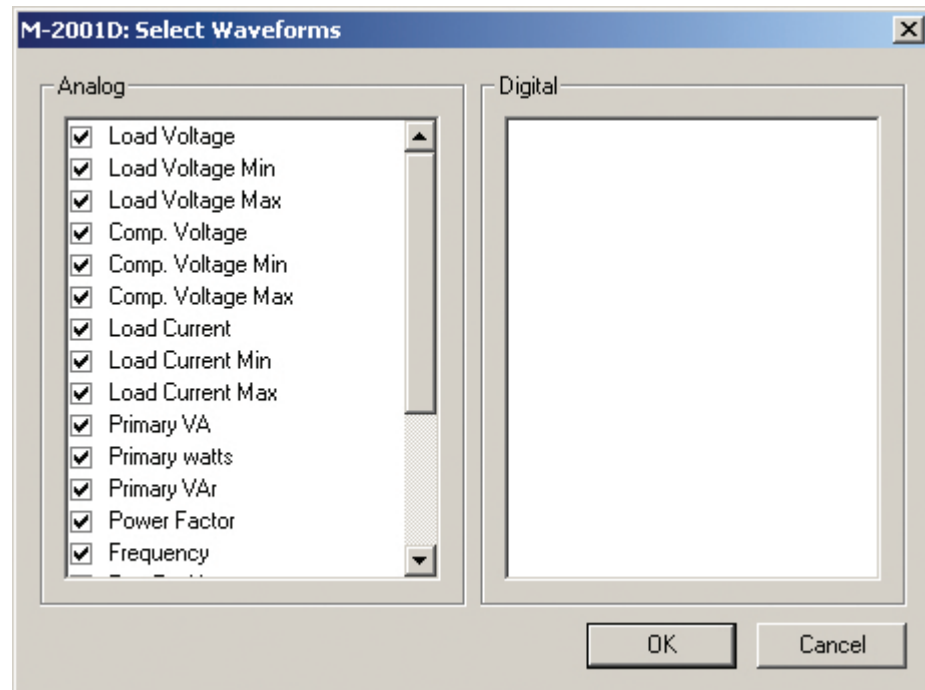 M-2001D: Select Waveforms
Analog
Load Voltage
Load Voltage Min
Load Voltage Max
Comp. Voltage
Comp. Voltage Min
Comp. Voltage Max
Load Current
Load Current Min
Load Current Max
Primary VA
Primary watts
Primary VAr
Power Factor
Frequency
Digital
OK
Cancel